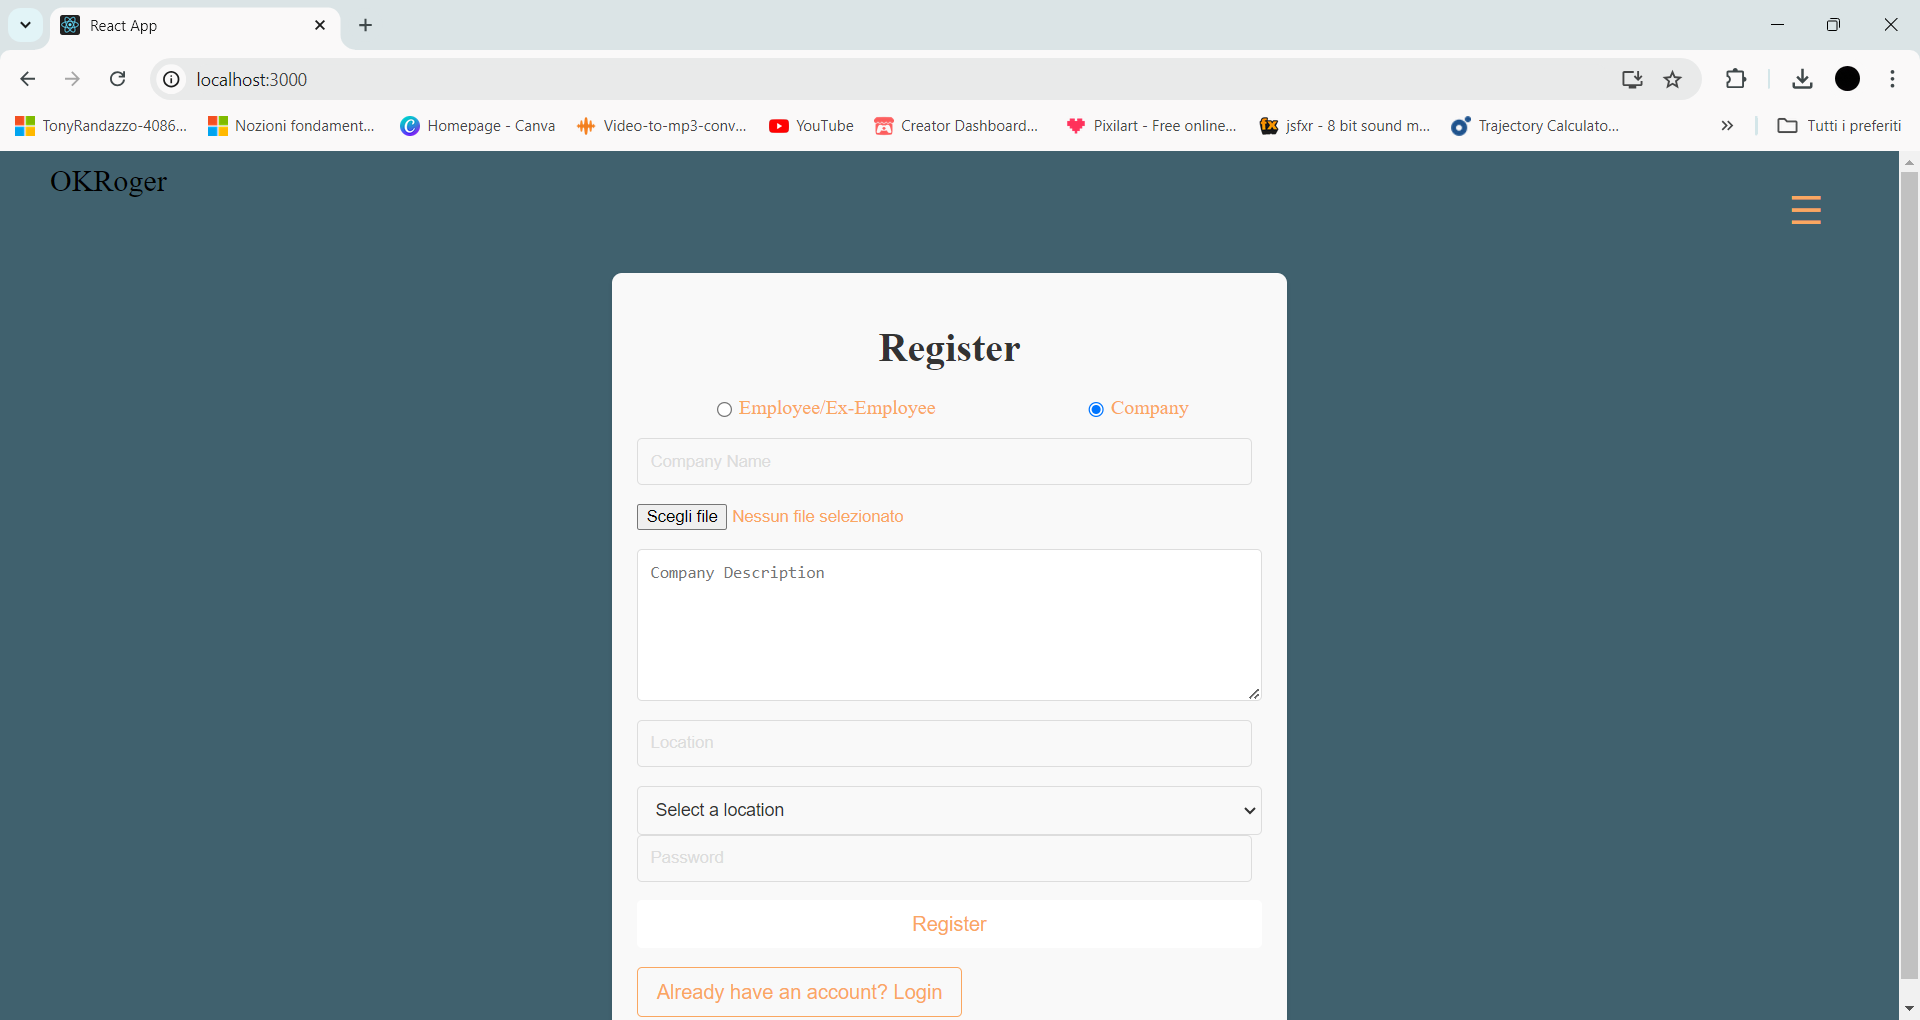 React App
localhost:3000
TonyRandazzo-4086...
Nozioni fondament...
Homepage - Canva
Video-to-mp3-conv...
YouTube
Creator Dashboard...
Pixilart - Free online...
jsfxr - 8 bit sound m...
Trajectory Calculato...
Tutti i preferiti
OKRoger
Register
Employee/Ex-Employee
Company
Company Name
Scegli file Nessun file selezionato
Company Description
Location
Select a location
Password
Register
Already have an account? Login